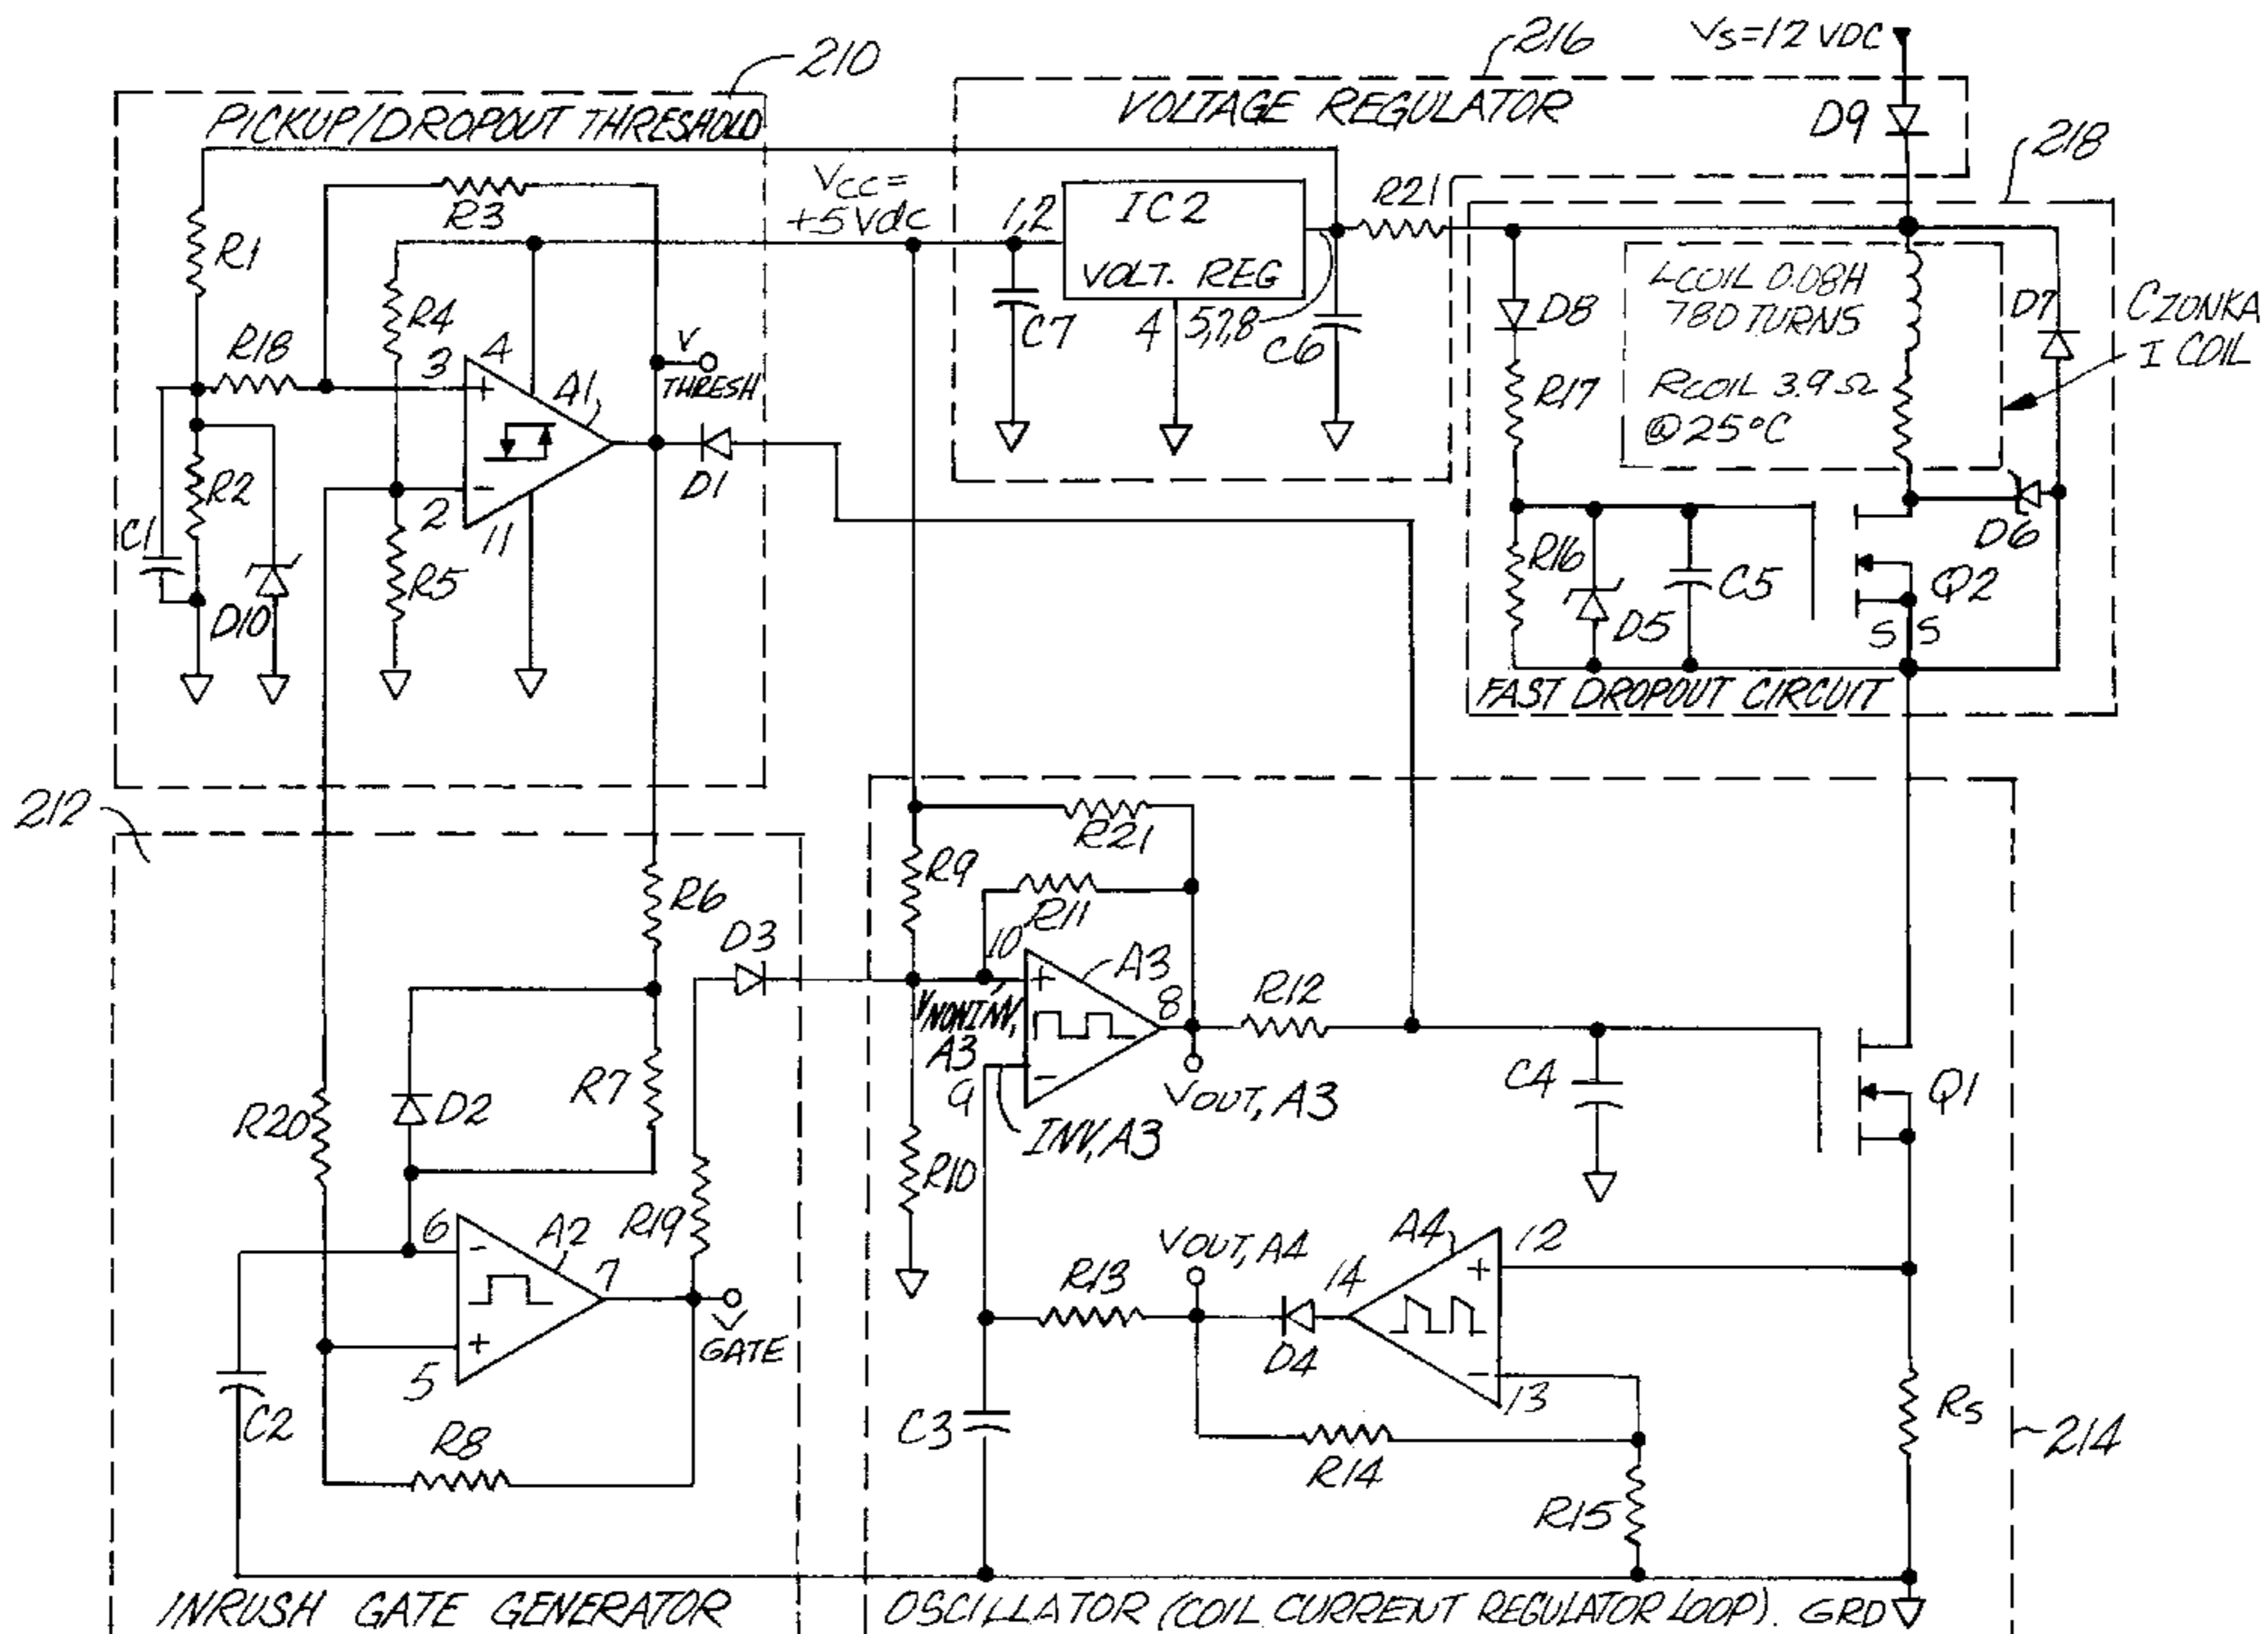 210
PICKUP/DROPOUT THRESHOLD
216
VOLTAGE REGULATOR
VS=12 VDC
D9
218
R3
VCC=
+5Vdc
1,2
IC2
VOLT. REG
4
5,7,8
R21
R1
R4
R18
3
4
A1
V
THRESH
C7
C6
D8
LCOIL 0.08H
780 TURNS
RCOIL 3.9 Ω
@25°C
D7
CZONKA
I COIL
R17
R2
C1
2
11
D1
D10
R5
R16
D5
C5
D6
Q2
S S
FAST DROPOUT CIRCUIT
212
R6
D3
R9
R21
R11
10
A3
8
VNONINV,
A3
9
INV, A3
VOUT, A3
R12
C4
Q1
R20
D2
R7
R19
R10
6
A2
7
5
V
GATE
C2
R8
R13
VOUT, A4
14
A4
12
D4
13
C3
R14
R15
RS
214
INRUSH GATE GENERATOR
OSCILLATOR (COIL CURRENT REGULATOR LOOP).
GRD